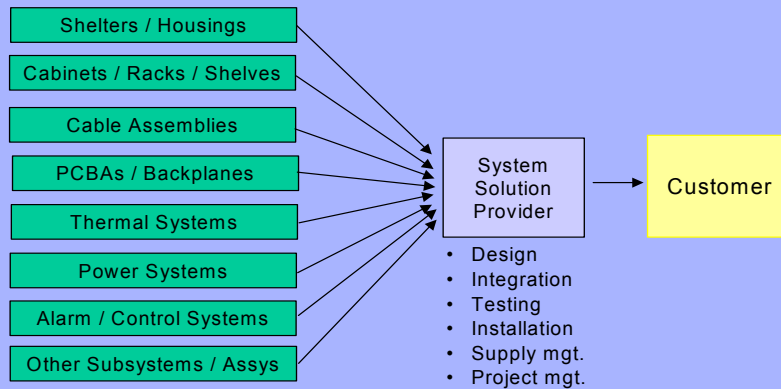 Shelters / Housings
Cabinets / Racks / Shelves
Cable Assemblies
PCBAs / Backplanes
Thermal Systems
Power Systems
Alarm / Control Systems
Other Subsystems / Assys
System
Solution
Provider
• Design
• Integration
• Testing
• Installation
• Supply mgt.
• Project mgt.
Customer